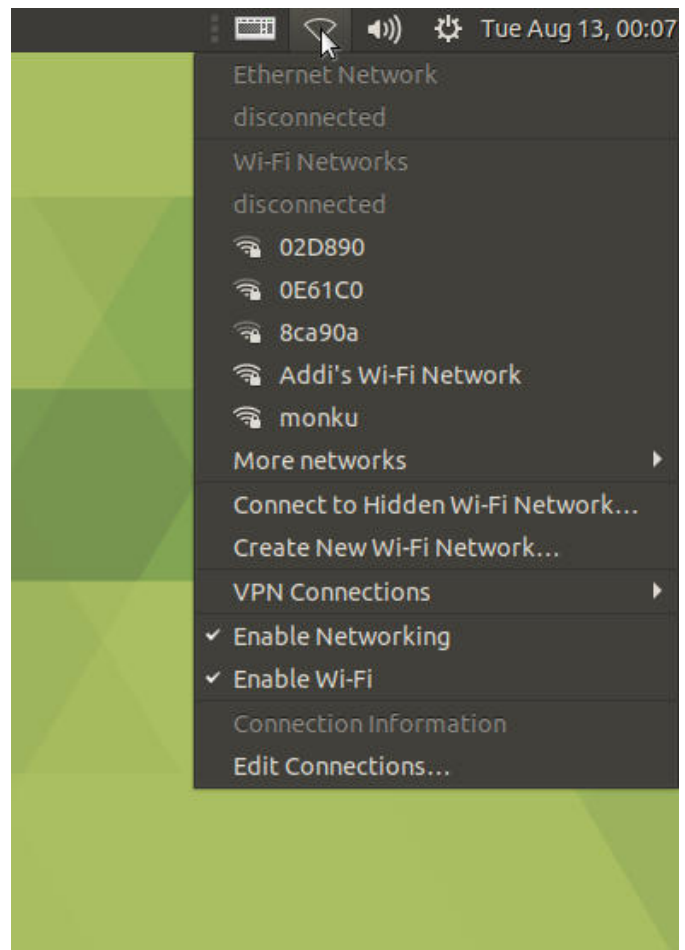 Tue Aug 13, 00:07
Ethernet Network
disconnected
Wi-Fi Networks
disconnected
02D890
0E61C0
8ca90a
Addi's Wi-Fi Network
monku
More networks
Connect to Hidden Wi-Fi Network…
Create New Wi-Fi Network…
VPN Connections
Enable Networking
Enable Wi-Fi
Connection Information
Edit Connections…